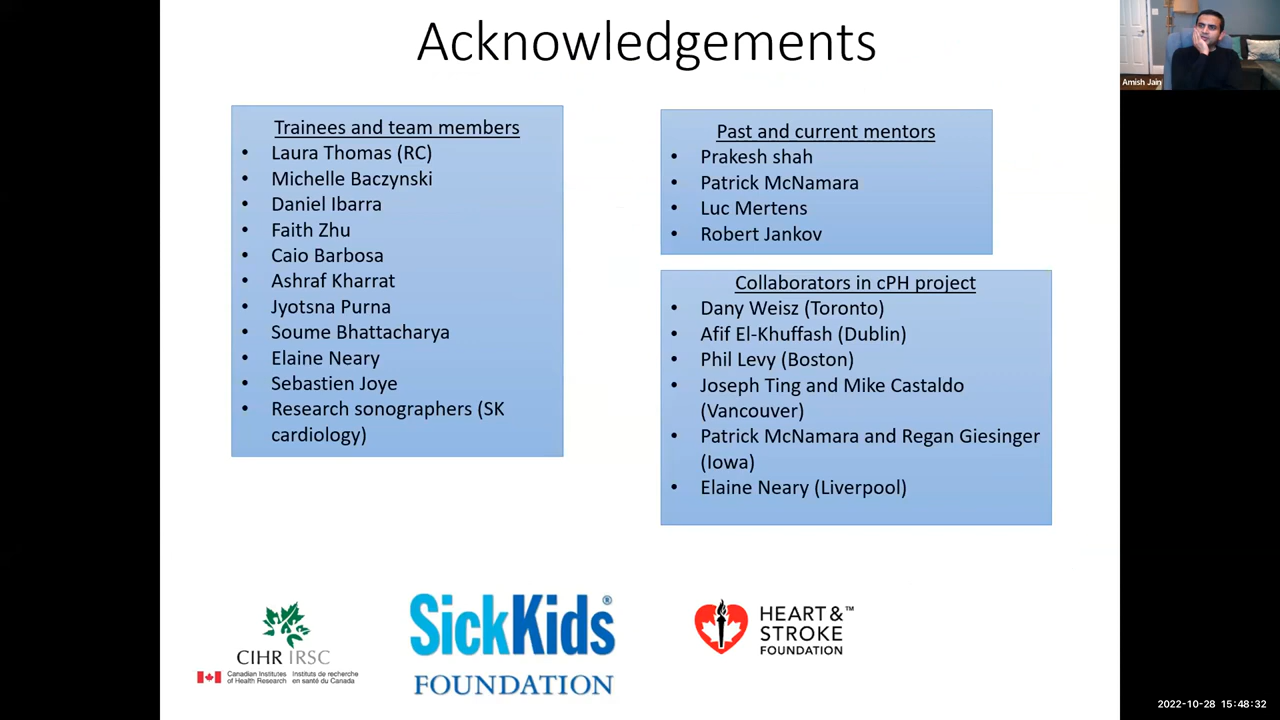 Acknowledgements
Trainees and team members
• Laura Thomas (RC)
• Michelle Baczynski
• Daniel Ibarra
• Faith Zhu
• Caio Barbosa
• Ashraf Kharrat
• Jyotsna Purna
• Soume Bhattacharya
• Elaine Neary
• Sebastien Joye
• Research sonographers (SK
cardiology)
Past and current mentors
• Prakesh shah
• Patrick McNamara
• Luc Mertens
• Robert Jankov
Collaborators in cPH project
• Dany Weisz (Toronto)
• Afif El-Khuffash (Dublin)
• Phil Levy (Boston)
• Joseph Ting and Mike Castaldo
(Vancouver)
• Patrick McNamara and Regan Giesinger
(Iowa)
• Elaine Neary (Liverpool)
CIHR IRSC
Canadian Institutes
of Health Research
Instituts de recherche
en santé du Canada
SickKids®
FOUNDATION
HEART &™
STROKE
FOUNDATION
Amish Jain
2022-10-28 15:48:32